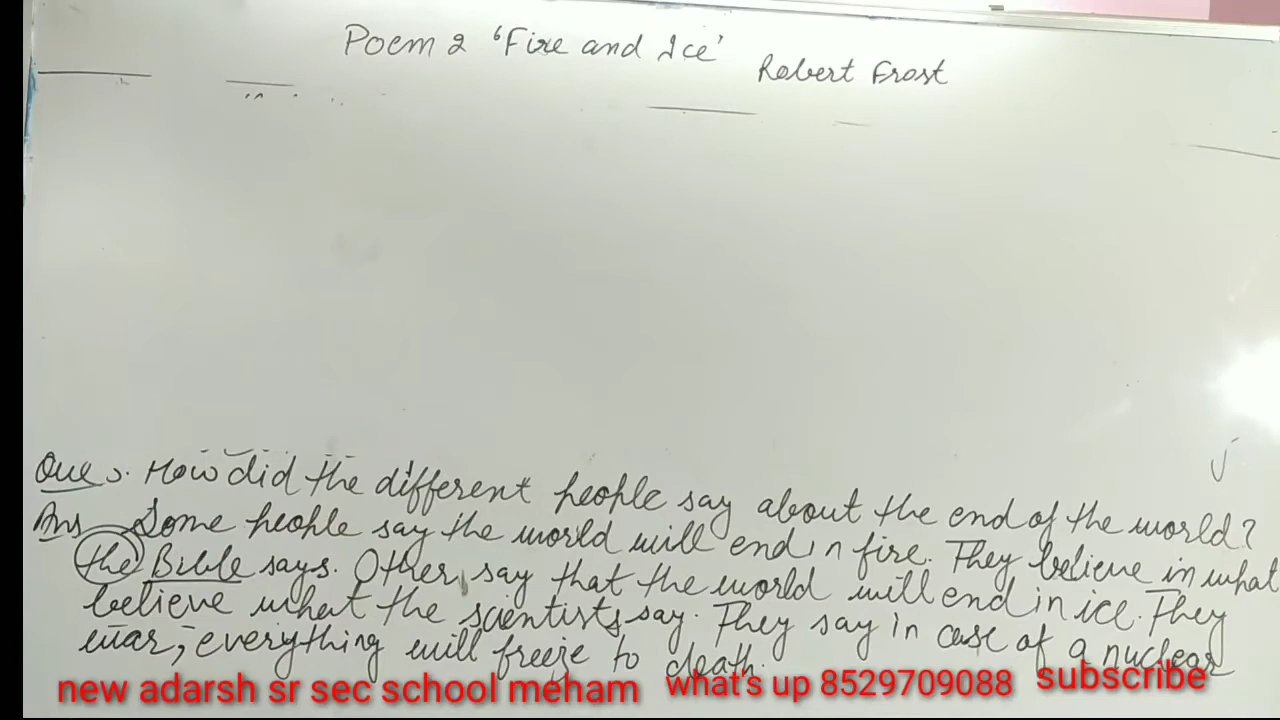 Poem 2 'Fire and Ice'
Robert Frost
Que 2. How did the different people say about the end of the world?
Ans Some people say the world will end in fire. They believe in what
the Bible says. Other say that the world will end in ice. They
believe what the scientists say. They say in case of a nuclear
war, everything will freeze to death.
new adarsh sr sec school meham what's up 8529709088 subscribe